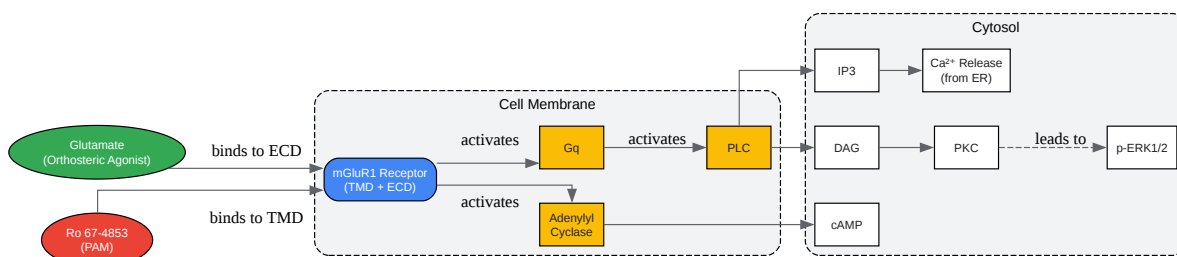 Cytosol
IP3
Ca²⁺ Release
(from ER)
Cell Membrane
Glutamate
(Orthosteric Agonist)
binds to ECD
mGluR1 Receptor
(TMD + ECD)
activates
Gq
activates
PLC
DAG
PKC
leads to
p-ERK1/2
activates
Ro 67-4853
(PAM)
binds to TMD
Adenylyl
Cyclase
cAMP